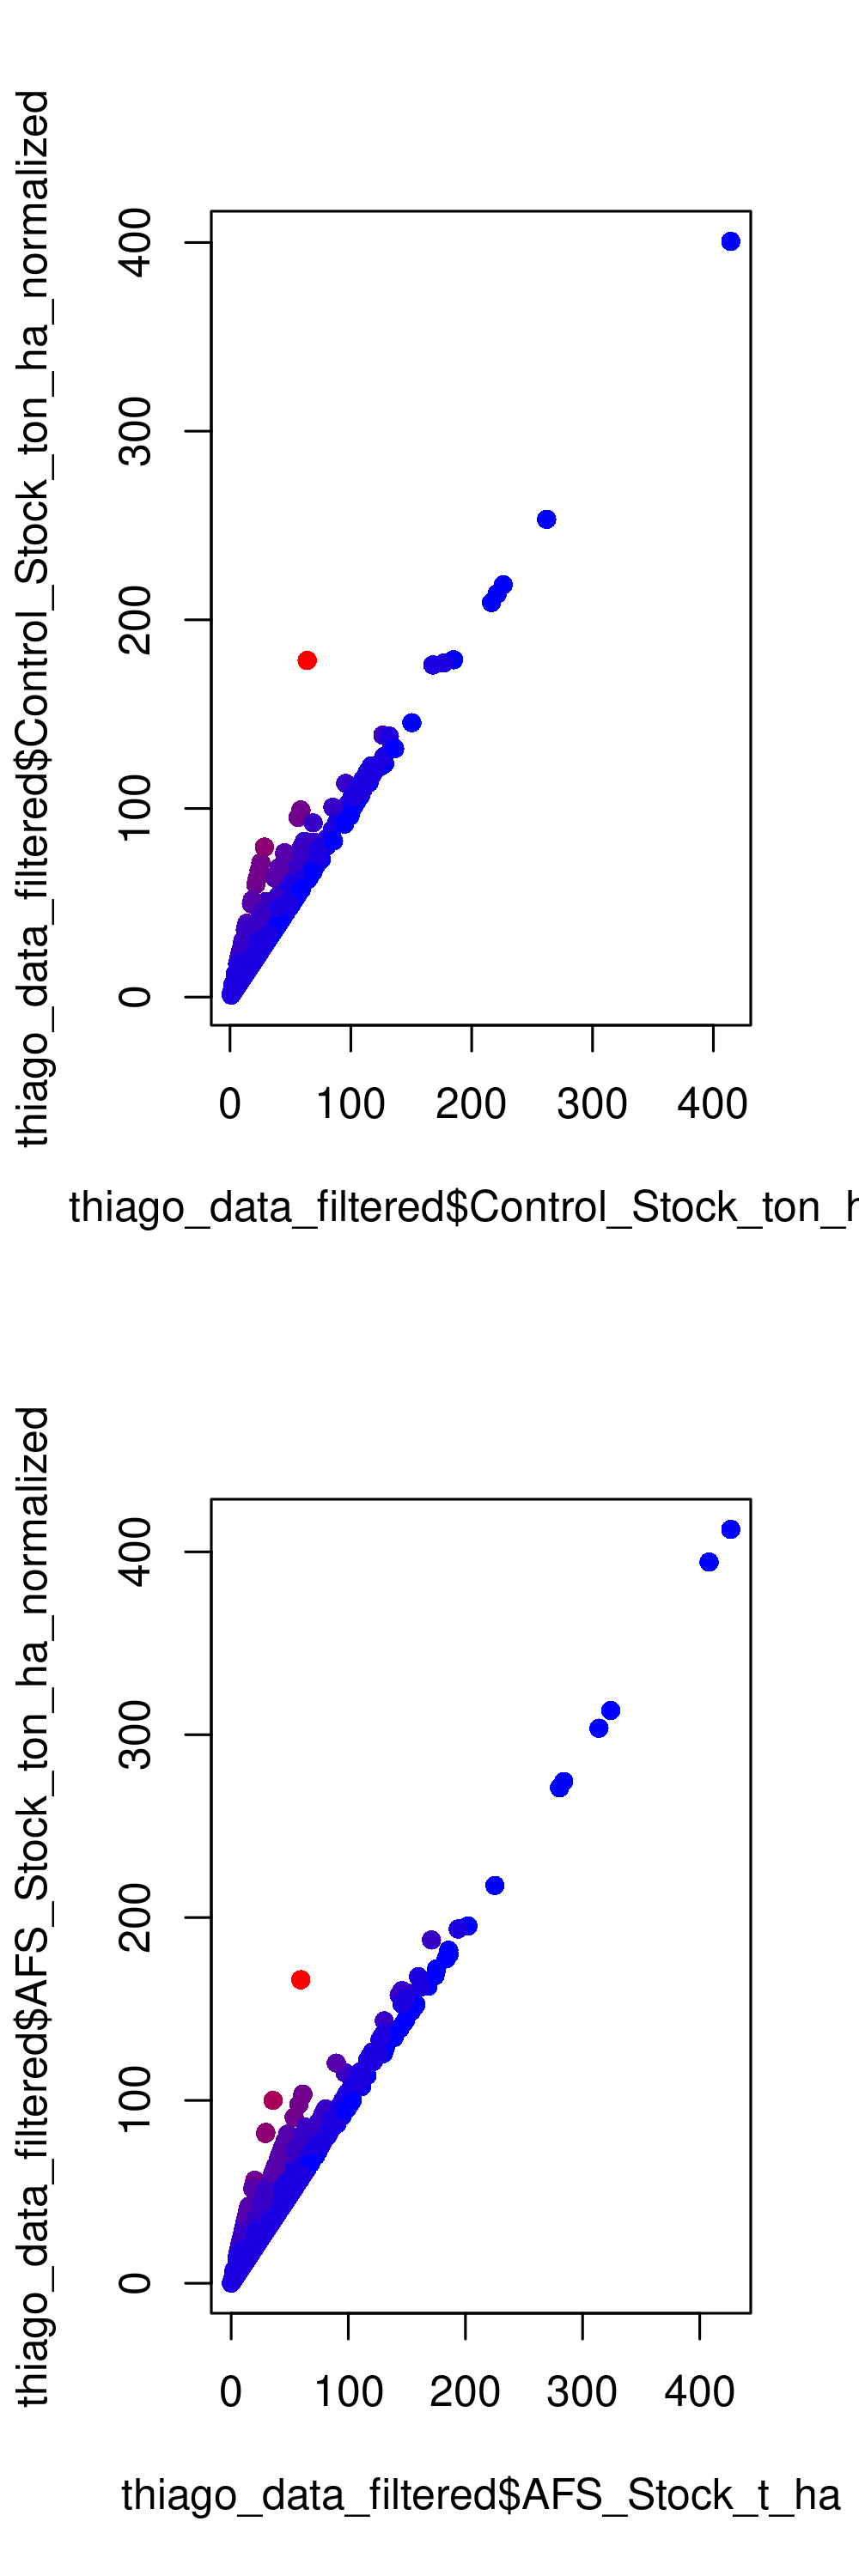 thiago_data_filtered$Control_Stock_ton_ha_normalized
400
300
200
100
0
0 100 200 300 400
thiago_data_filtered$Control_Stock_ton_h
thiago_data_filtered$AFS_Stock_ton_ha_normalized
400
300
200
100
0
0 100 200 300 400
thiago_data_filtered$AFS_Stock_t_ha